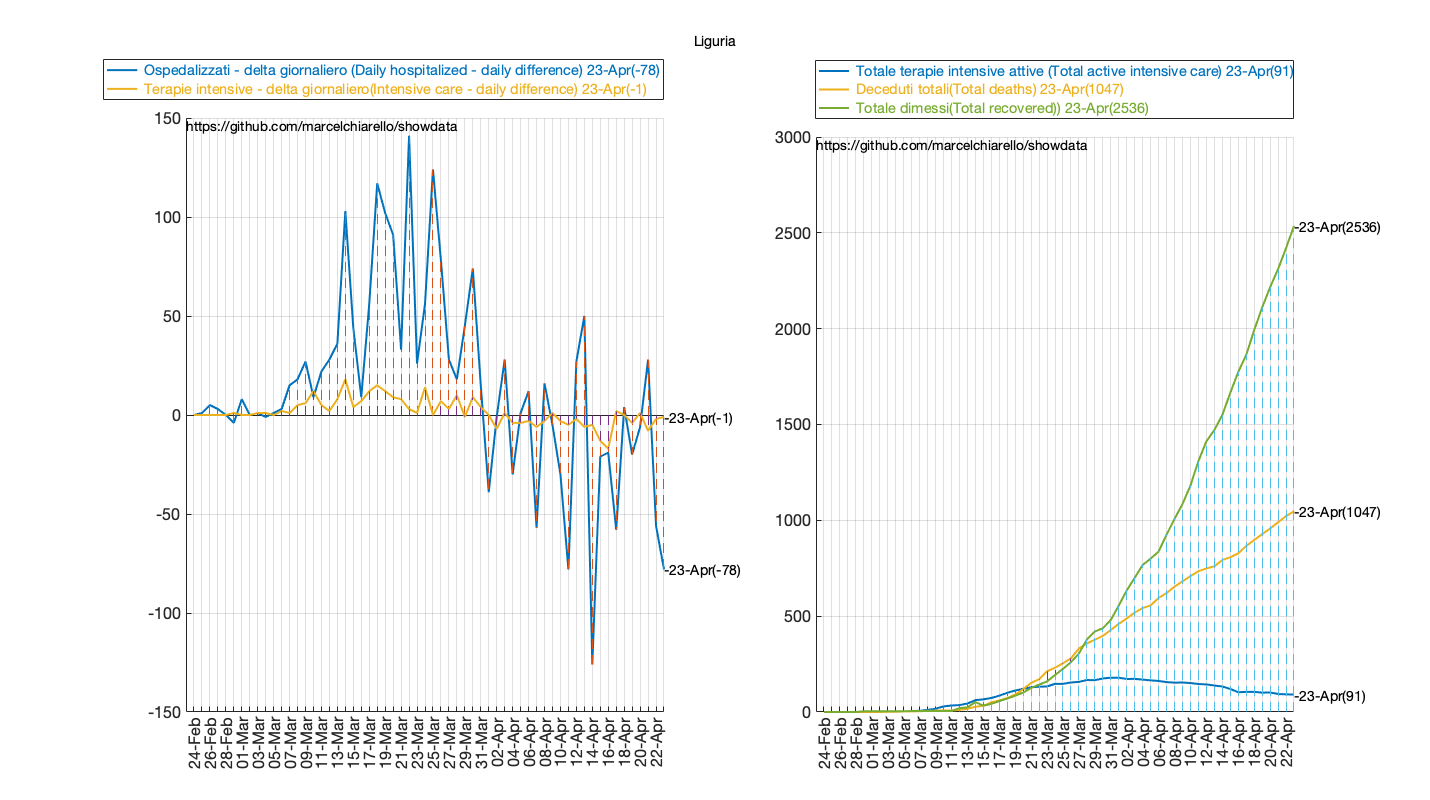 Liguria
Ospedalizzati - delta giornaliero (Daily hospitalized - daily difference) 23-Apr(-78)
Terapie intensive - delta giornaliero(Intensive care - daily difference) 23-Apr(-1)
https://github.com/marcelchiarello/showdata
150
100
50
0
-50
-100
-150
-23-Apr(-1)
-23-Apr(-78)
24-Feb
26-Feb
28-Feb
01-Mar
03-Mar
05-Mar
07-Mar
09-Mar
11-Mar
13-Mar
15-Mar
17-Mar
19-Mar
21-Mar
23-Mar
25-Mar
27-Mar
29-Mar
31-Mar
02-Apr
04-Apr
06-Apr
08-Apr
10-Apr
12-Apr
14-Apr
16-Apr
18-Apr
20-Apr
22-Apr
Totale terapie intensive attive (Total active intensive care) 23-Apr(91)
Deceduti totali(Total deaths) 23-Apr(1047)
Totale dimessi(Total recovered)) 23-Apr(2536)
https://github.com/marcelchiarello/showdata
3000
2500
2000
1500
1000
500
0
-23-Apr(2536)
-23-Apr(1047)
-23-Apr(91)
24-Feb
26-Feb
28-Feb
01-Mar
03-Mar
05-Mar
07-Mar
09-Mar
11-Mar
13-Mar
15-Mar
17-Mar
19-Mar
21-Mar
23-Mar
25-Mar
27-Mar
29-Mar
31-Mar
02-Apr
04-Apr
06-Apr
08-Apr
10-Apr
12-Apr
14-Apr
16-Apr
18-Apr
20-Apr
22-Apr